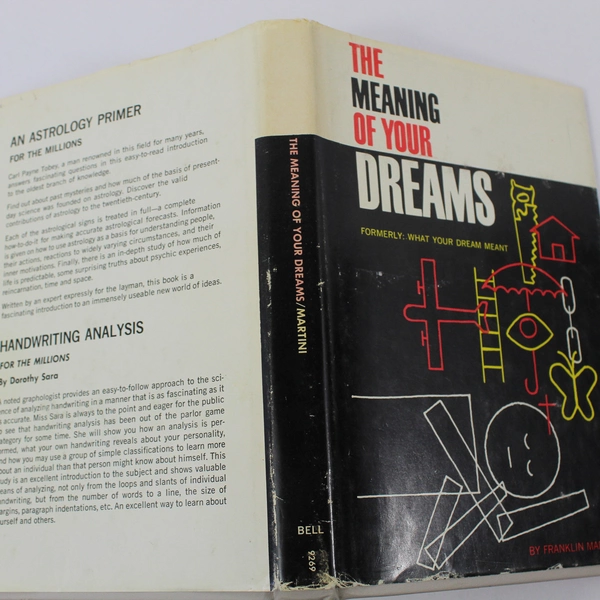 AN ASTROLOGY PRIMER
FOR THE MILLIONS
Carl Payne Tobey, a man renowned in this field for many years,
answers fascinating questions in this easy-to-read introduction
to the oldest branch of knowledge.
Find out about past mysteries and how much of the basis of present-
day science was founded on astrology. Discover the valid
contributions of astrology to the twentieth-century.
Each of the astrological signs is treated in full—a complete
how-to-do-it for making accurate astrological forecasts. Information
is given on how to use astrology as a basis for understanding people,
their actions, reactions to widely varying circumstances, and their
inner motivations. Finally, there is an in-depth study of how much of
life is predictable, some surprising truths about psychic experiences,
reincarnation, time and space.
Written by an expert expressly for the layman, this book is a
fascinating introduction to an immensely useable new world of ideas.
HANDWRITING ANALYSIS
FOR THE MILLIONS
By Dorothy Sara
noted graphologist provides an easy-to-follow approach to the sci-
ence of analyzing handwriting in a manner that is as fascinating as it
is accurate. Miss Sara is always to the point and eager for the public
to see that handwriting analysis has been out of the parlor game
category for some time. She will show you how an analysis is per-
formed, what your own handwriting reveals about your personality,
and how you may use a group of simple classifications to learn more
about an individual than that person might know about himself. This
study is an excellent introduction to the subject and shows valuable
means of analyzing, not only from the loops and slants of individual
handwriting, but from the number of words to a line, the size of
margins, paragraph indentations, etc. An excellent way to learn about
yourself and others.
THE MEANING OF YOUR DREAMS/MARTINI
BELL
9269
THE
MEANING
OF YOUR
DREAMS
FORMERLY: WHAT YOUR DREAM MEANT
BY FRANKLIN